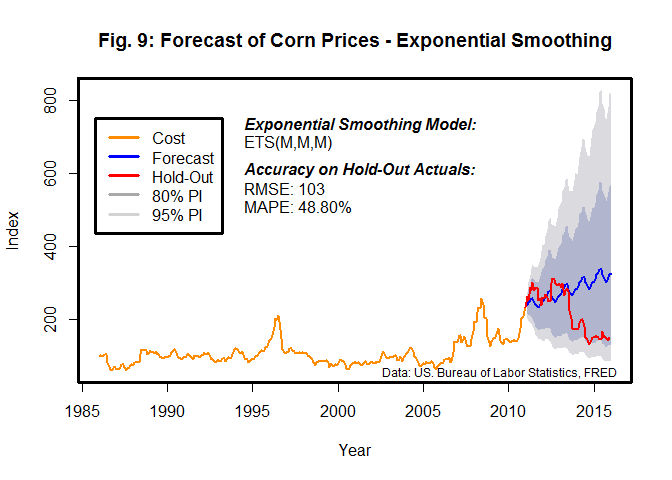 Fig. 9: Forecast of Corn Prices - Exponential Smoothing
Index
800
600
400
200
Cost
Forecast
Hold-Out
80% PI
95% PI
Exponential Smoothing Model:
ETS(M,M,M)
Accuracy on Hold-Out Actuals:
RMSE: 103
MAPE: 48.80%
Data: US. Bureau of Labor Statistics, FRED
1985 1990 1995 2000 2005 2010 2015
Year